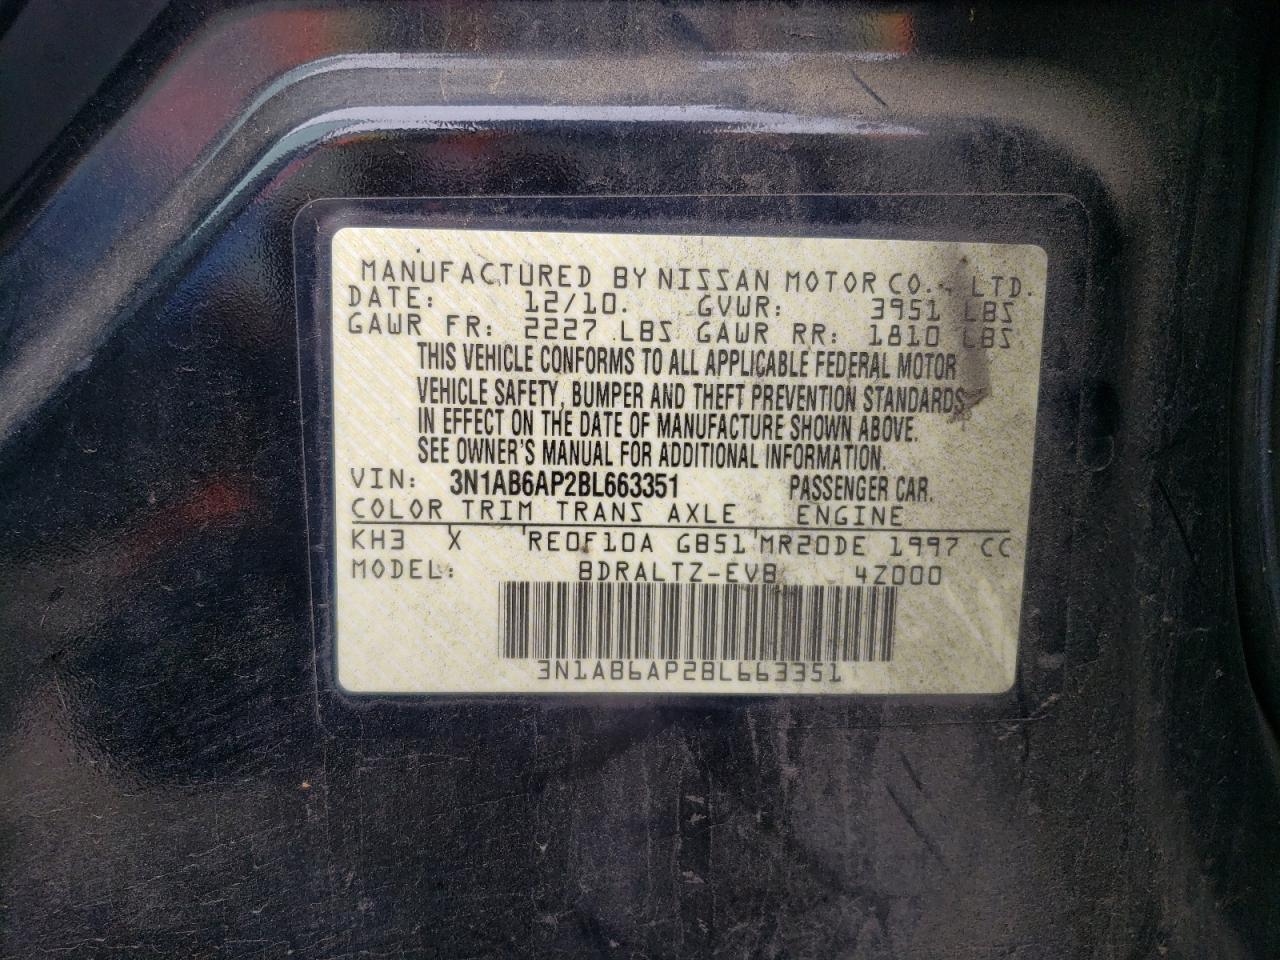 MANUFACTURED BY NISSAN MOTOR CO., LTD.
DATE: 12/10. GVWR: 3951 LBS
GAWR FR: 2227 LBS GAWR RR: 1810 LBS
THIS VEHICLE CONFORMS TO ALL APPLICABLE FEDERAL MOTOR
VEHICLE SAFETY, BUMPER AND THEFT PREVENTION STANDARDS
IN EFFECT ON THE DATE OF MANUFACTURE SHOWN ABOVE.
SEE OWNER'S MANUAL FOR ADDITIONAL INFORMATION.
VIN: 3N1AB6AP2BL663351 PASSENGER CAR.
COLOR TRIM TRANS AXLE ENGINE
KH3 X RE0F10A GB51 MR20DE 1997 CC
MODEL: BDRALTZ-EVB 4Z000
3N1AB6AP2BL663351